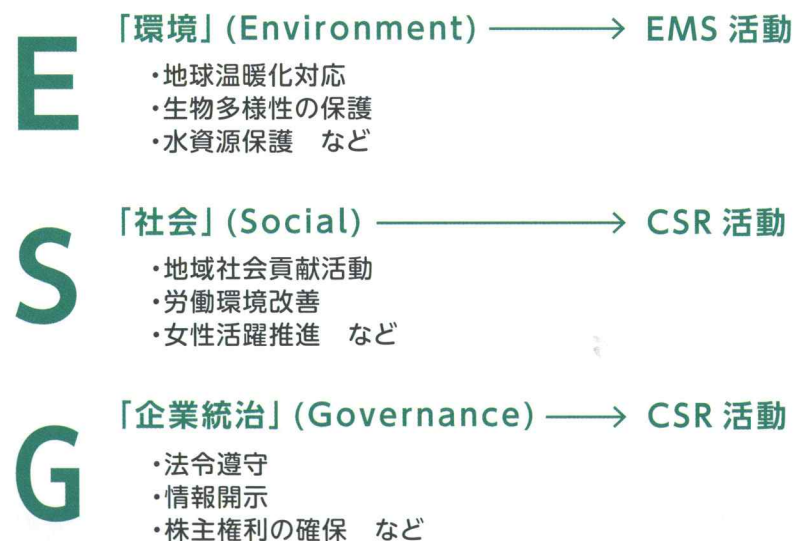 E
「環境」(Environment) → EMS 活動
・地球温暖化対応
・生物多様性の保護
・水資源保護 など
S
「社会」(Social) → CSR 活動
・地域社会貢献活動
・労働環境改善
・女性活躍推進 など
G
「企業統治」(Governance) → CSR 活動
・法令遵守
・情報開示
・株主権利の確保 など